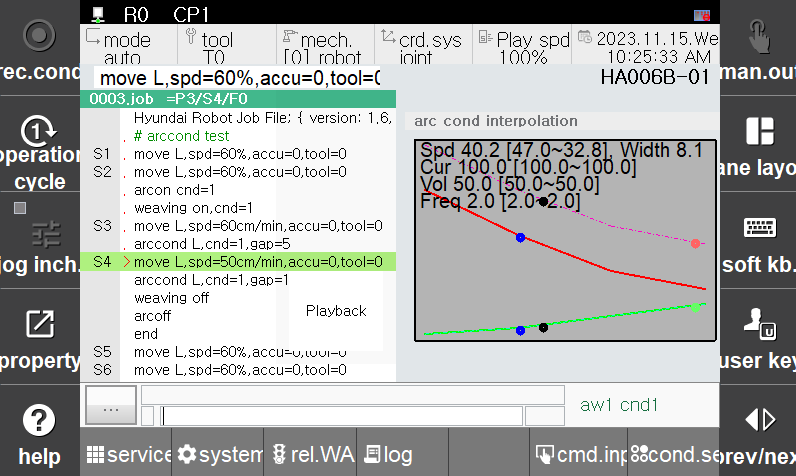 R0 CP1
mode
auto
tool
T0
mech.
[0] robot
crd.sys
joint
Play spd
100%
2023.11.15.We
10:25:33 AM
rec.cond
operation
cycle
jog inch.
property
help
move L,spd=60%,accu=0,tool=0
HA006B-01
0003.job =P3/S4/F0
Hyundai Robot Job File; { version: 1.6,
# arccond test
S1 move L,spd=60%,accu=0,tool=0
S2 move L,spd=60%,accu=0,tool=0
arcon cnd=1
weaving on,cnd=1
S3 move L,spd=60cm/min,accu=0,tool=0
arccond L,cnd=1,gap=5
S4 >move L,spd=50cm/min,accu=0,tool=0
arccond L,cnd=1,gap=1
weaving off
arcoff
end
S5 move L,spd=60%,accu=0,tool=0
S6 move L,spd=60%,accu=0,tool=0
Playback
arc cond interpolation
Spd 40.2 [47.0~32.8], Width 8.1
Cur 100.0 [100.0~100.0]
Vol 50.0 [50.0~50.0]
Freq 2.0 [2.0~2.0]
man.out
ane layo
soft kb.
U
user key
prev/nex
...
aw1 cnd1
service
system
rel.WA
log
cmd.inp
cond.se